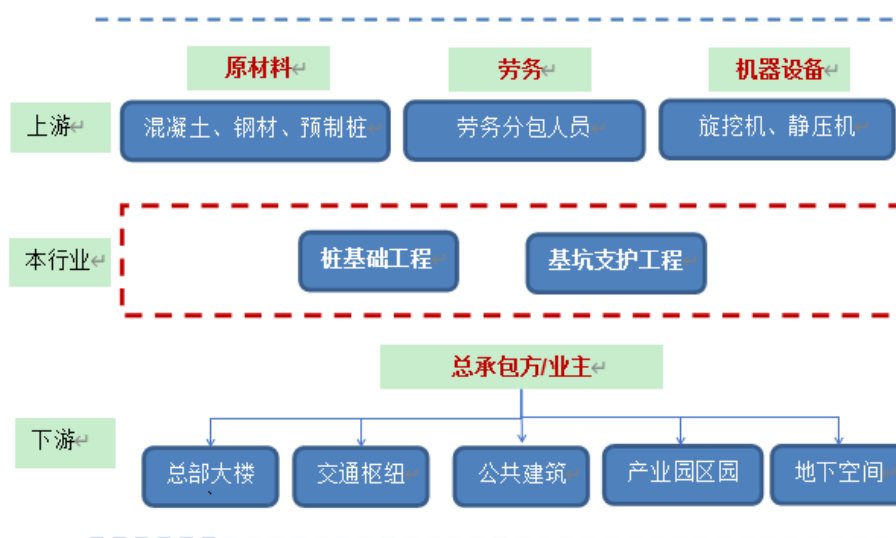 原材料
劳务
机器设备
上游
混凝土、钢材、预制桩
劳务分包人员
旋挖机、静压机
本行业
桩基础工程
基坑支护工程
总承包方/业主
下游
总部大楼
、
交通枢纽
公共建筑
产业园区园
地下空间